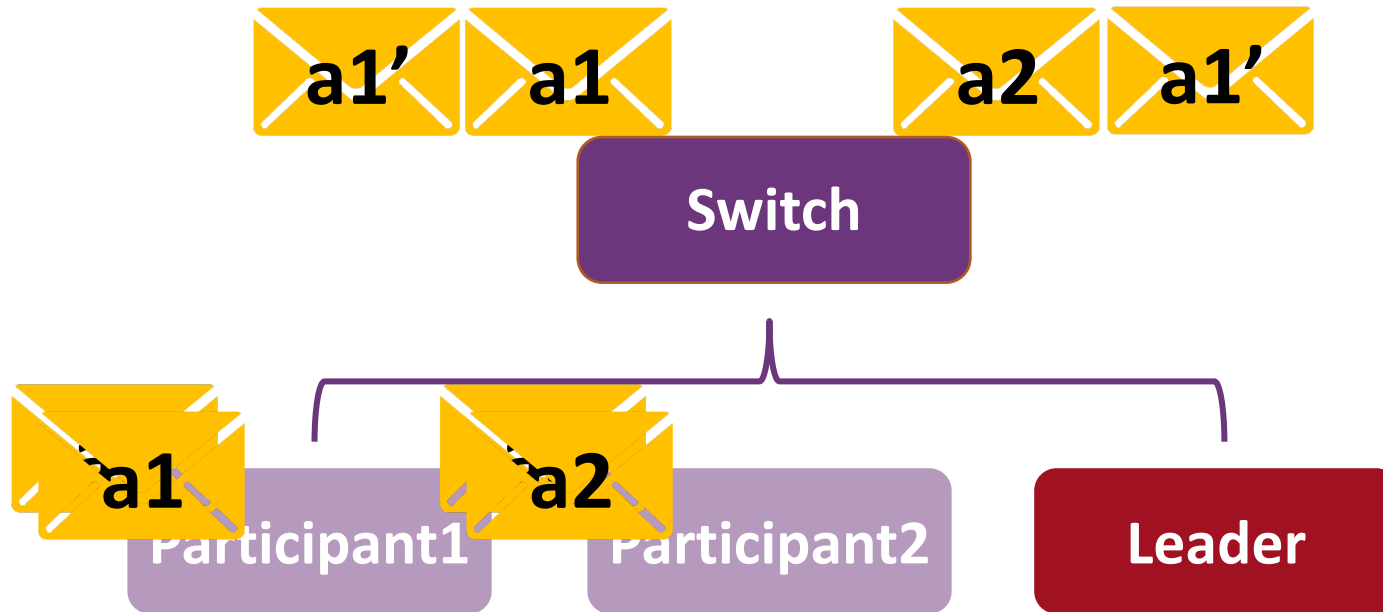 a1’ a1 a2 a1’
Switch
a1 a2
Participant1 Participant2 Leader